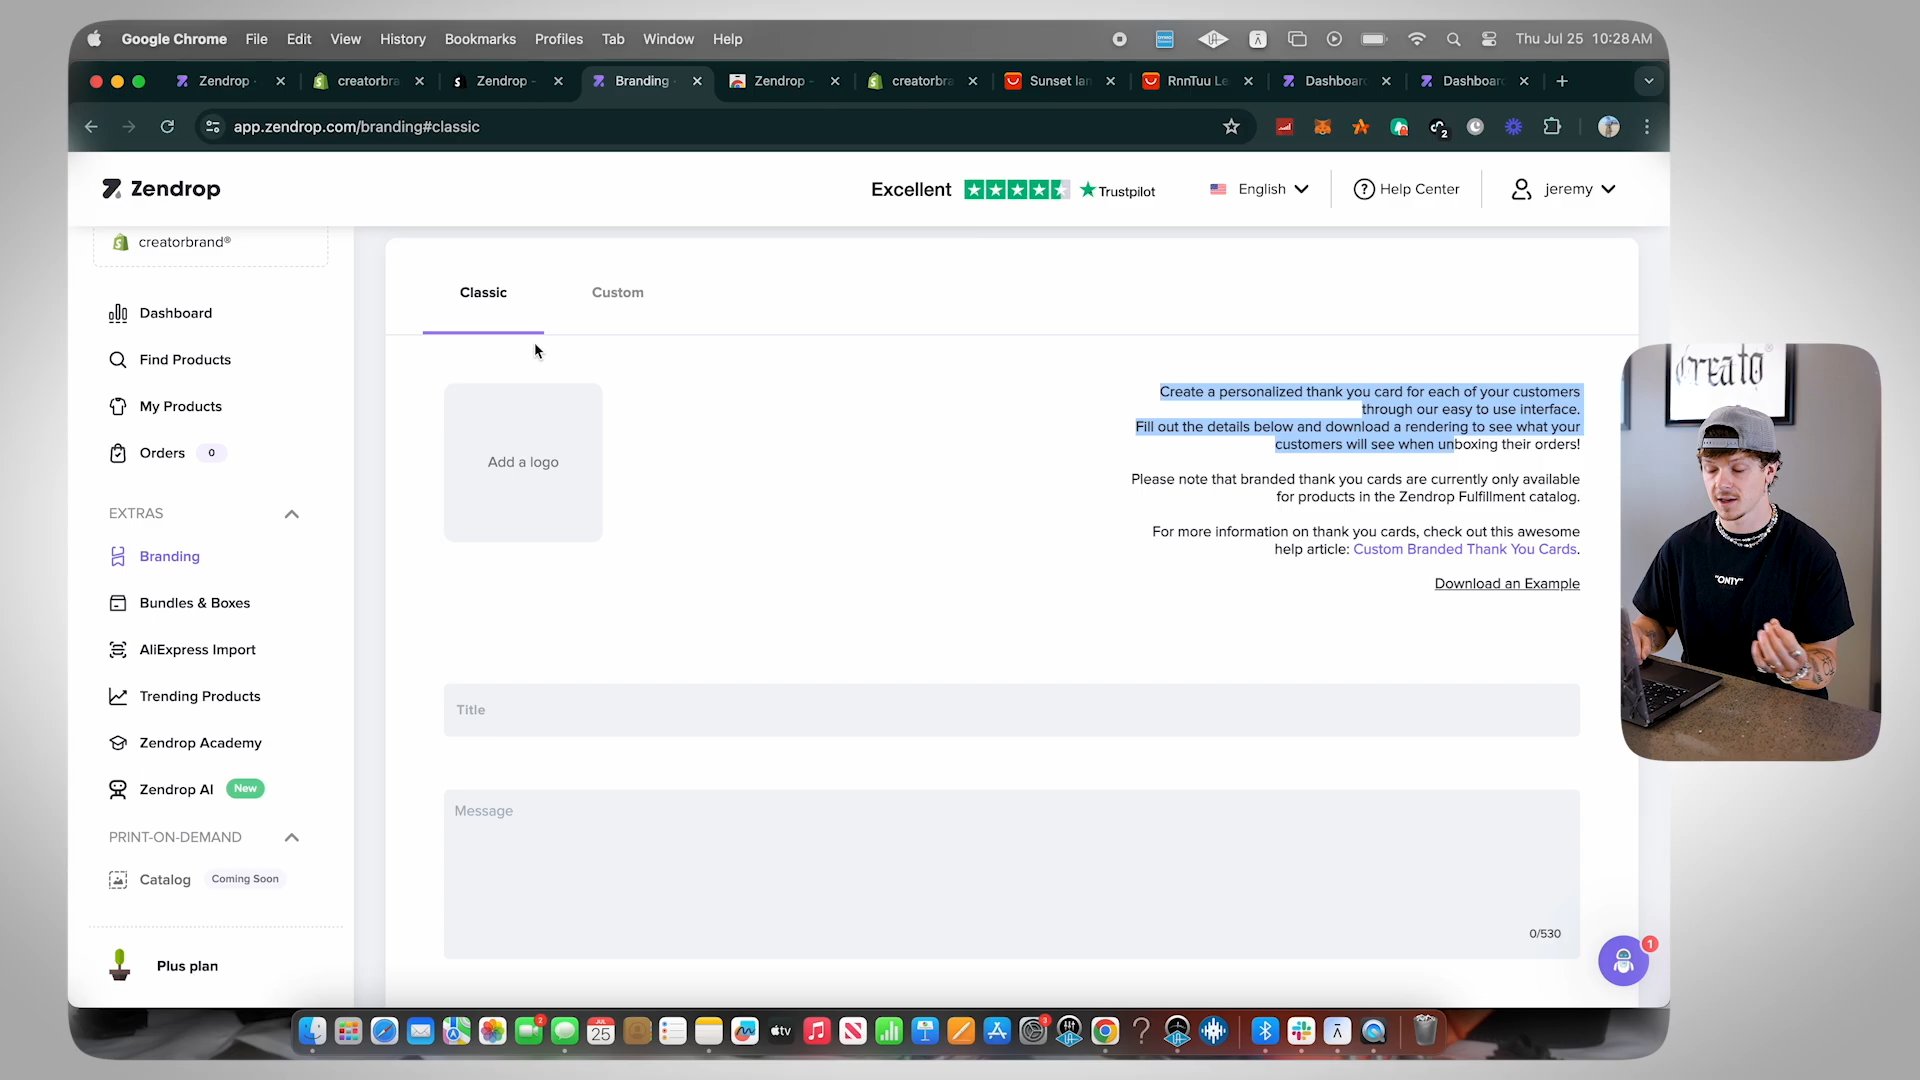 Google Chrome File Edit View History Bookmarks Profiles Tab Window Help Thu Jul 25 10:28 AM
Zendrop creatorbra Zendrop - Branding - Zendrop - creatorbra Sunset lan RnnTuu Le Dashboard Dashboard
app.zendrop.com/branding#classic
2
Zendrop
Excellent Trustpilot English Help Center jeremy
creatorbrand®
Classic Custom
Dashboard
Find Products
My Products
Orders 0
EXTRAS
Branding
Bundles & Boxes
AliExpress Import
Trending Products
Zendrop Academy
Zendrop AI New
PRINT-ON-DEMAND
Catalog Coming Soon
Plus plan
Add a logo
Create a personalized thank you card for each of your customers
through our easy to use interface.
Fill out the details below and download a rendering to see what your
customers will see when unboxing their orders!
Please note that branded thank you cards are currently only available
for products in the Zendrop Fulfillment catalog.
For more information on thank you cards, check out this awesome
help article: Custom Branded Thank You Cards.
Download an Example
Title
Message
0/530
1
Creato
"ONTY"
2
JUL
25
tv
3